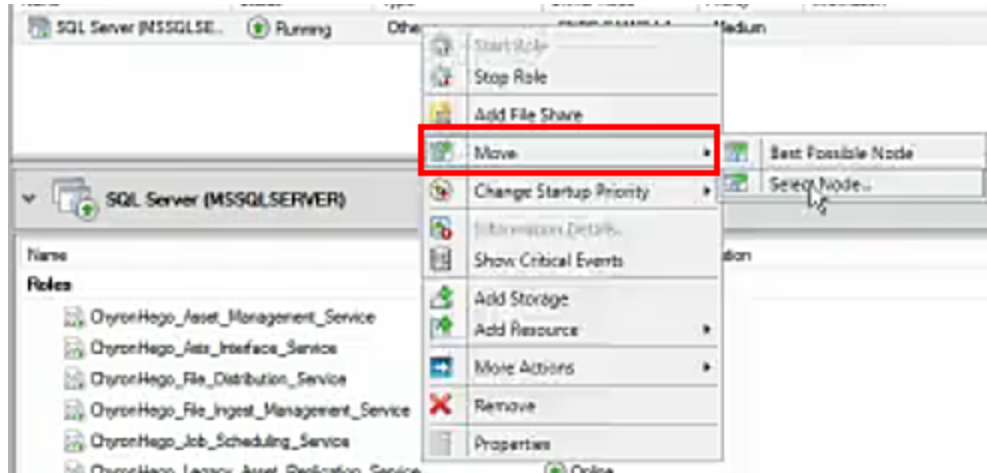 SQL Server (MSSQLSE... Running Othe Medium
Start Role
Stop Role
Add File Share
Move
Best Possible Node
Select Node...
Change Startup Priority
SQL Server (MSSQLSERVER)
Information Details...
Name
Show Critical Events
Roles
Add Storage
ChyronHego_Asset_Management_Service
Add Resource
ChyronHego_Axis_Interface_Service
More Actions
ChyronHego_File_Distribution_Service
Remove
ChyronHego_File_Ingest_Management_Service
ChyronHego_Job_Scheduling_Service
Properties
ChyronHego_Legacy_Asset_Replication_Service Online